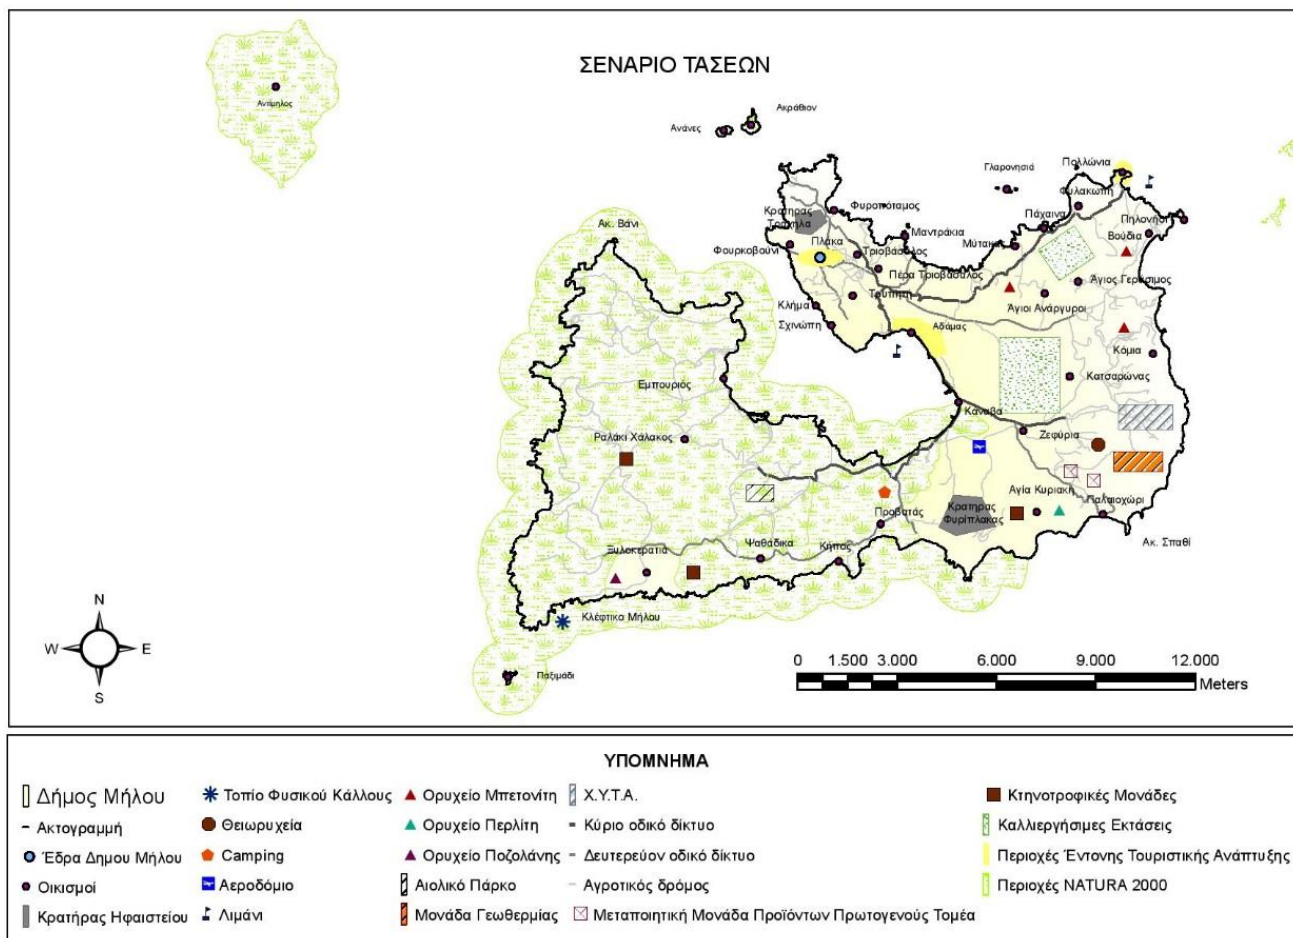 ΣΕΝΑΡΙΟ ΤΑΣΕΩΝ
Αντίμηλος
Ακράθιον
Ανάνες
Γλαρονησιά
Πολλώνια
Φυλακωπή
Φυροπόταμος
Κρατήρας
Τράχηλα
Πάχαινα
Πηλονήσι
Βούδια
Ακ. Βάνι
Μαντράκια
Μύτακας
Πλάκα
Φουρκοβούνι
Τριοβάσαλος
Πέρα Τριοβάσαλος
Άγιος Γεράσιμος
Τρυπητή
Κλήμα
Άγιοι Ανάργυροι
Σχινώπη
Αδάμας
Κόμια
Εμπουριός
Κατσαρώνας
Κάναβα
Ραλάκι Χάλακος
Ζεφύρια
Αγία Κυριακή
Παλαιοχώρι
Κρατήρας
Φυρίπλακας
Προβατάς
Ακ. Σπαθί
Ξυλοκερατιά
Ψαθάδικα
Κήπος
Κλέφτικο Μήλου
Παξιμάδι
N
W E
S
0 1.500 3.000 6.000 9.000 12.000
Meters
ΥΠΟΜΝΗΜΑ
Δήμος Μήλου
Ακτογραμμή
Έδρα Δημου Μήλου
Οικισμοί
Κρατήρας Ηφαιστείου
Τοπίο Φυσικού Κάλλους
Θειωρυχεία
Camping
Αεροδόμιο
Λιμάνι
Ορυχείο Μπετονίτη
Ορυχείο Περλίτη
Ορυχείο Ποζολάνης
Αιολικό Πάρκο
Μονάδα Γεωθερμίας
Χ.Υ.Τ.Α.
Κύριο οδικό δίκτυο
Δευτερεύον οδικό δίκτυο
Αγροτικός δρόμος
Μεταποιητική Μονάδα Προϊόντων Πρωτογενούς Τομέα
Κτηνοτροφικές Μονάδες
Καλλιεργήσιμες Εκτάσεις
Περιοχές Έντονης Τουριστικής Ανάπτυξης
Περιοχές NATURA 2000